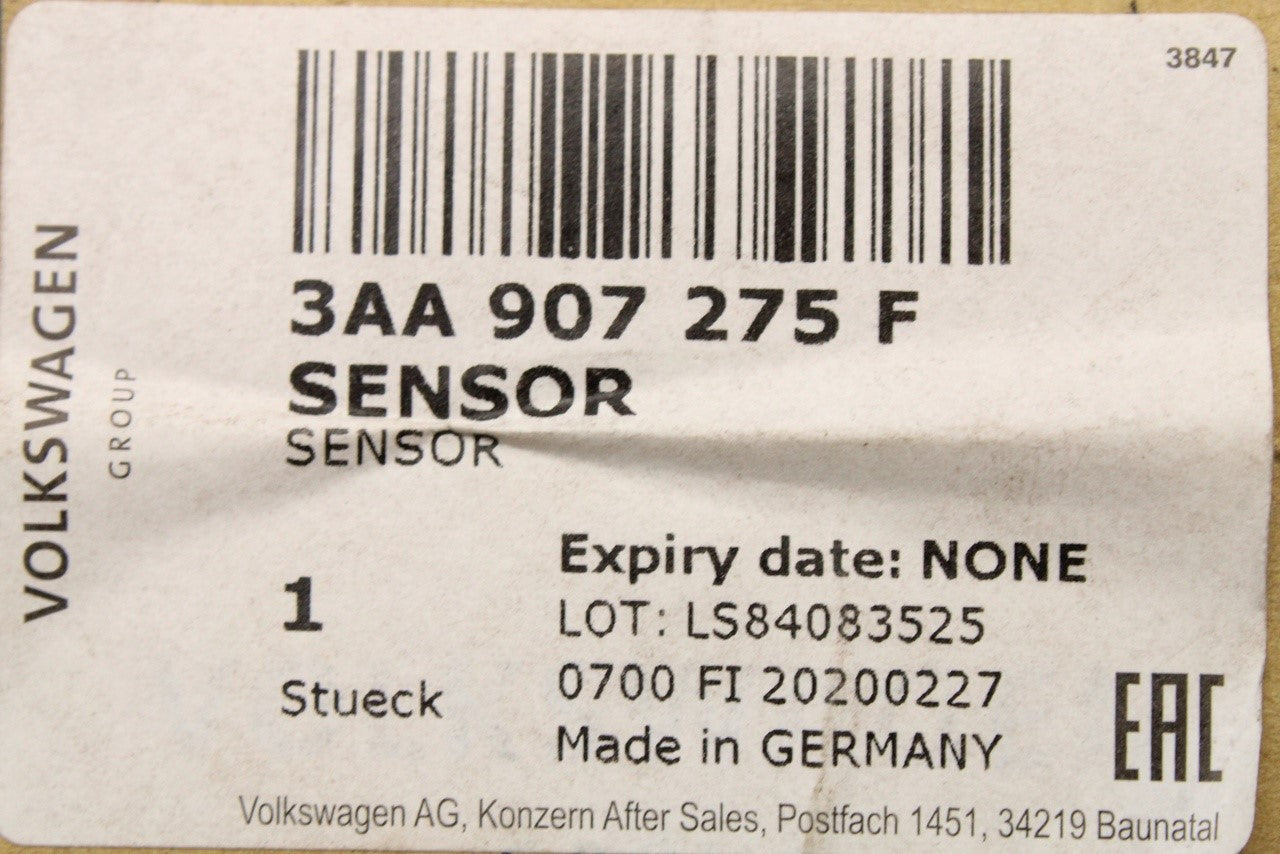 3847
3AA 907 275 F
SENSOR
SENSOR
VOLKSWAGEN
GROUP
Expiry date: NONE
1
LOT: LS84083525
Stueck
0700 FI 20200227
Made in GERMANY
EAC
Volkswagen AG, Konzern After Sales, Postfach 1451, 34219 Baunatal